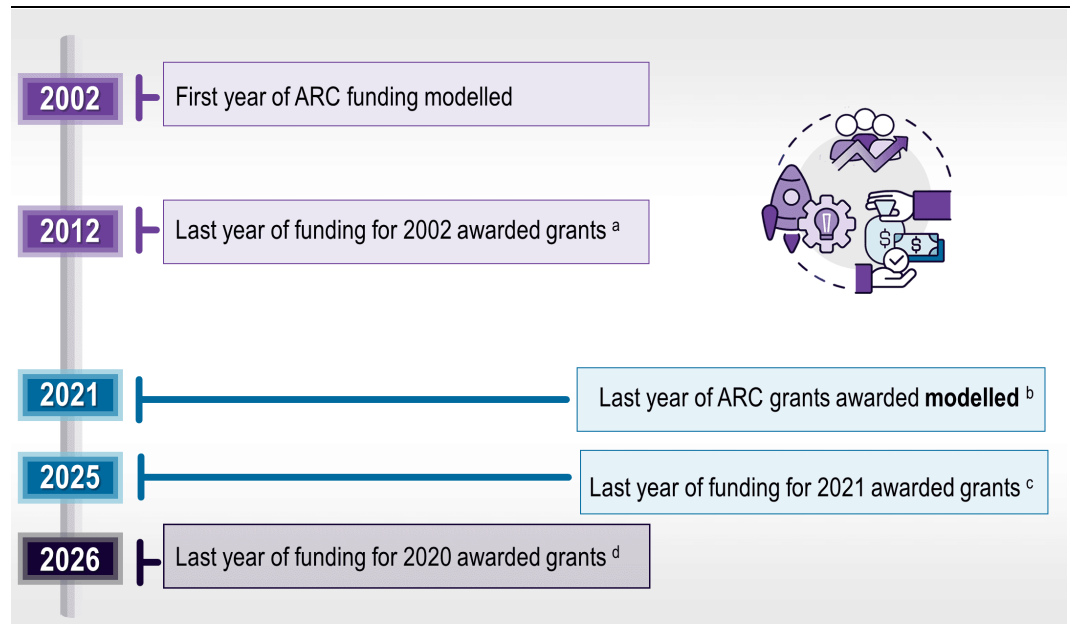 2002
First year of ARC funding modelled
2012
Last year of funding for 2002 awarded grants a
2021
Last year of ARC grants awarded modelled b
2025
Last year of funding for 2021 awarded grants c
2026
Last year of funding for 2020 awarded grants d
$
$